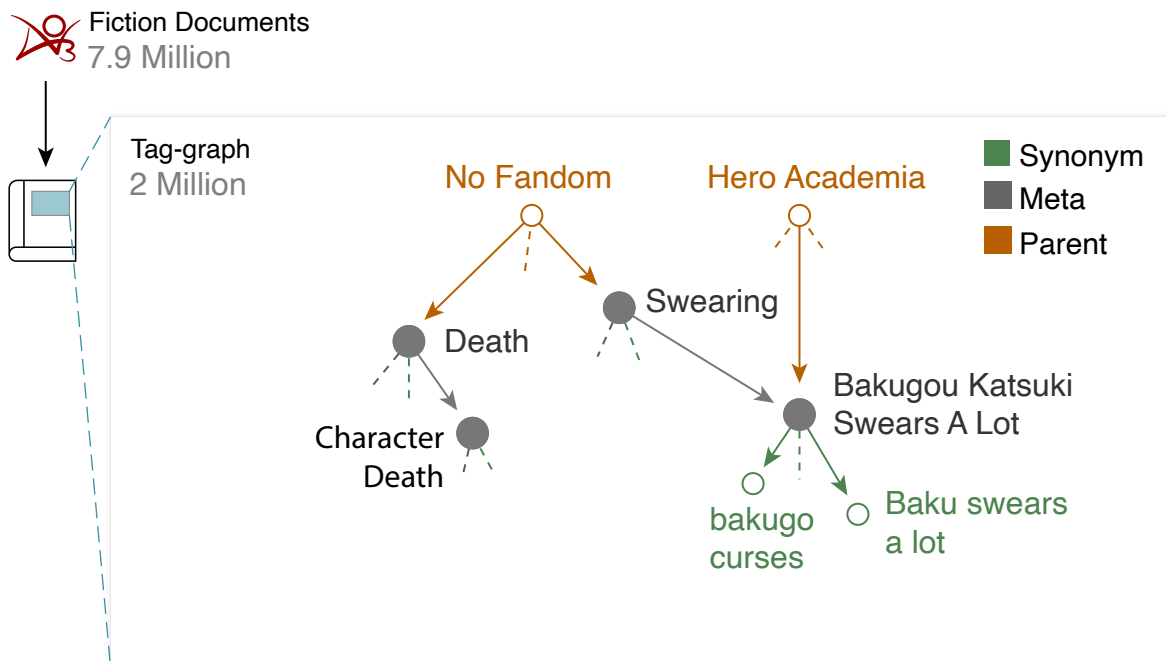 Fiction Documents
7.9 Million
Tag-graph
2 Million
No Fandom
Hero Academia
Synonym
Meta
Parent
Swearing
Death
Bakugou Katsuki
Swears A Lot
Character
Death
bakugo
curses
Baku swears
a lot
3